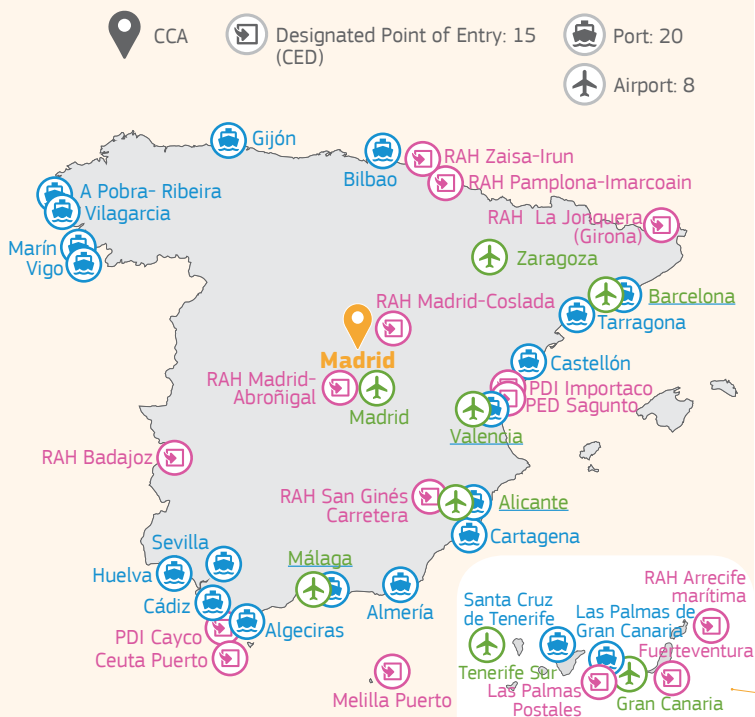 CCA
Designated Point of Entry: 15
(CED)
Port: 20
Airport: 8
Gijón
Bilbao
RAH Zaisa-Irun
RAH Pamplona-Imarcoain
A Pobra- Ribeira
Vilagarcia
RAH La Jonquera
(Girona)
Marín
Vigo
Zaragoza
Barcelona
RAH Madrid-Coslada
Tarragona
Madrid
Castellón
RAH Madrid-
Abroñigal
Madrid
PDI Importaco
PED Sagunto
Valencia
RAH Badajoz
RAH San Ginés
Carretera
Alicante
Cartagena
Sevilla
Málaga
Huelva
Cádiz
Almería
Algeciras
PDI Cayco
Ceuta Puerto
Melilla Puerto
RAH Arrecife
marítima
Santa Cruz
de Tenerife
Las Palmas de
Gran Canaria
Fuerteventura
Tenerife Sur
Las Palmas
Postales
Gran Canaria